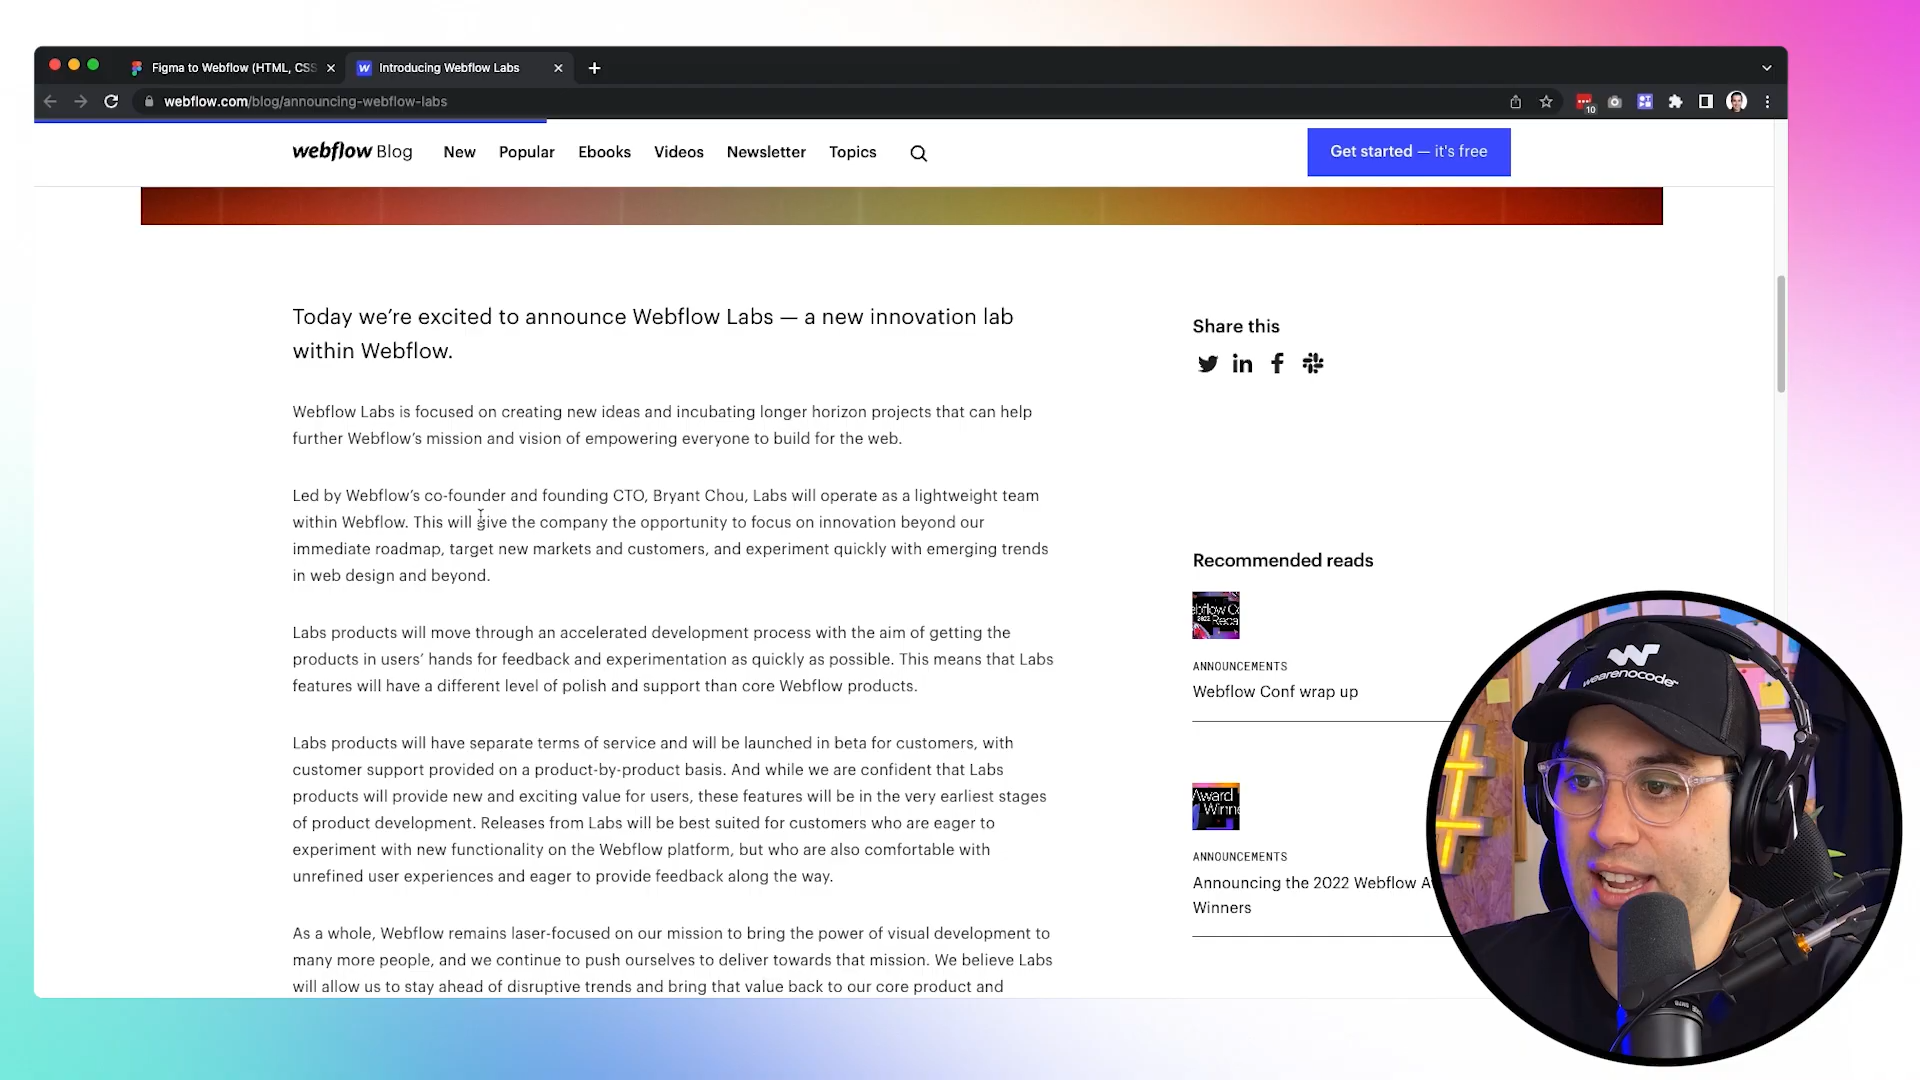 Figma to Webflow (HTML, CSS
Introducing Webflow Labs
webflow.com/blog/announcing-webflow-labs
10
webflow Blog
New
Popular
Ebooks
Videos
Newsletter
Topics
Get started — it's free
Today we’re excited to announce Webflow Labs — a new innovation lab
within Webflow.
Webflow Labs is focused on creating new ideas and incubating longer horizon projects that can help
further Webflow’s mission and vision of empowering everyone to build for the web.
Led by Webflow’s co-founder and founding CTO, Bryant Chou, Labs will operate as a lightweight team
within Webflow. This will give the company the opportunity to focus on innovation beyond our
immediate roadmap, target new markets and customers, and experiment quickly with emerging trends
in web design and beyond.
Labs products will move through an accelerated development process with the aim of getting the
products in users’ hands for feedback and experimentation as quickly as possible. This means that Labs
features will have a different level of polish and support than core Webflow products.
Labs products will have separate terms of service and will be launched in beta for customers, with
customer support provided on a product-by-product basis. And while we are confident that Labs
products will provide new and exciting value for users, these features will be in the very earliest stages
of product development. Releases from Labs will be best suited for customers who are eager to
experiment with new functionality on the Webflow platform, but who are also comfortable with
unrefined user experiences and eager to provide feedback along the way.
As a whole, Webflow remains laser-focused on our mission to bring the power of visual development to
many more people, and we continue to push ourselves to deliver towards that mission. We believe Labs
will allow us to stay ahead of disruptive trends and bring that value back to our core product and
Share this
Recommended reads
ebflow Co
2022 Reca
ANNOUNCEMENTS
Webflow Conf wrap up
Award
Winne
ANNOUNCEMENTS
Announcing the 2022 Webflow Aw
Winners
wearenocode